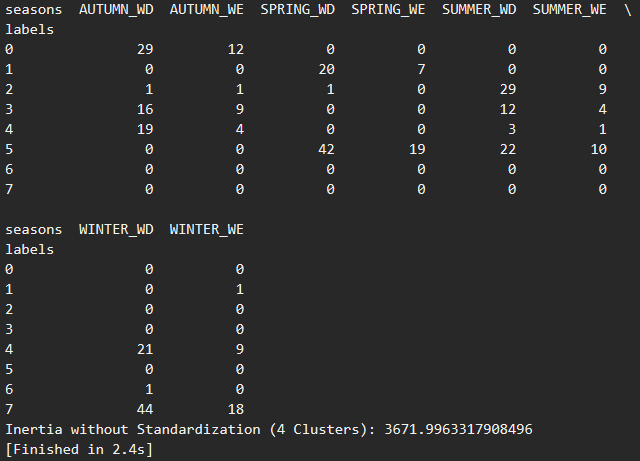 seasons  AUTUMN_WD  AUTUMN_WE  SPRING_WD  SPRING_WE  SUMMER_WD  SUMMER_WE  \
labels
0               29         12          0          0          0          0
1                0          0         20          7          0          0
2                1          1          1          0         29          9
3               16          9          0          0         12          4
4               19          4          0          0          3          1
5                0          0         42         19         22         10
6                0          0          0          0          0          0
7                0          0          0          0          0          0

seasons  WINTER_WD  WINTER_WE
labels
0                0          0
1                0          1
2                0          0
3                0          0
4               21          9
5                0          0
6                1          0
7               44         18
Inertia without Standardization (4 Clusters): 3671.9963317908496
[Finished in 2.4s]